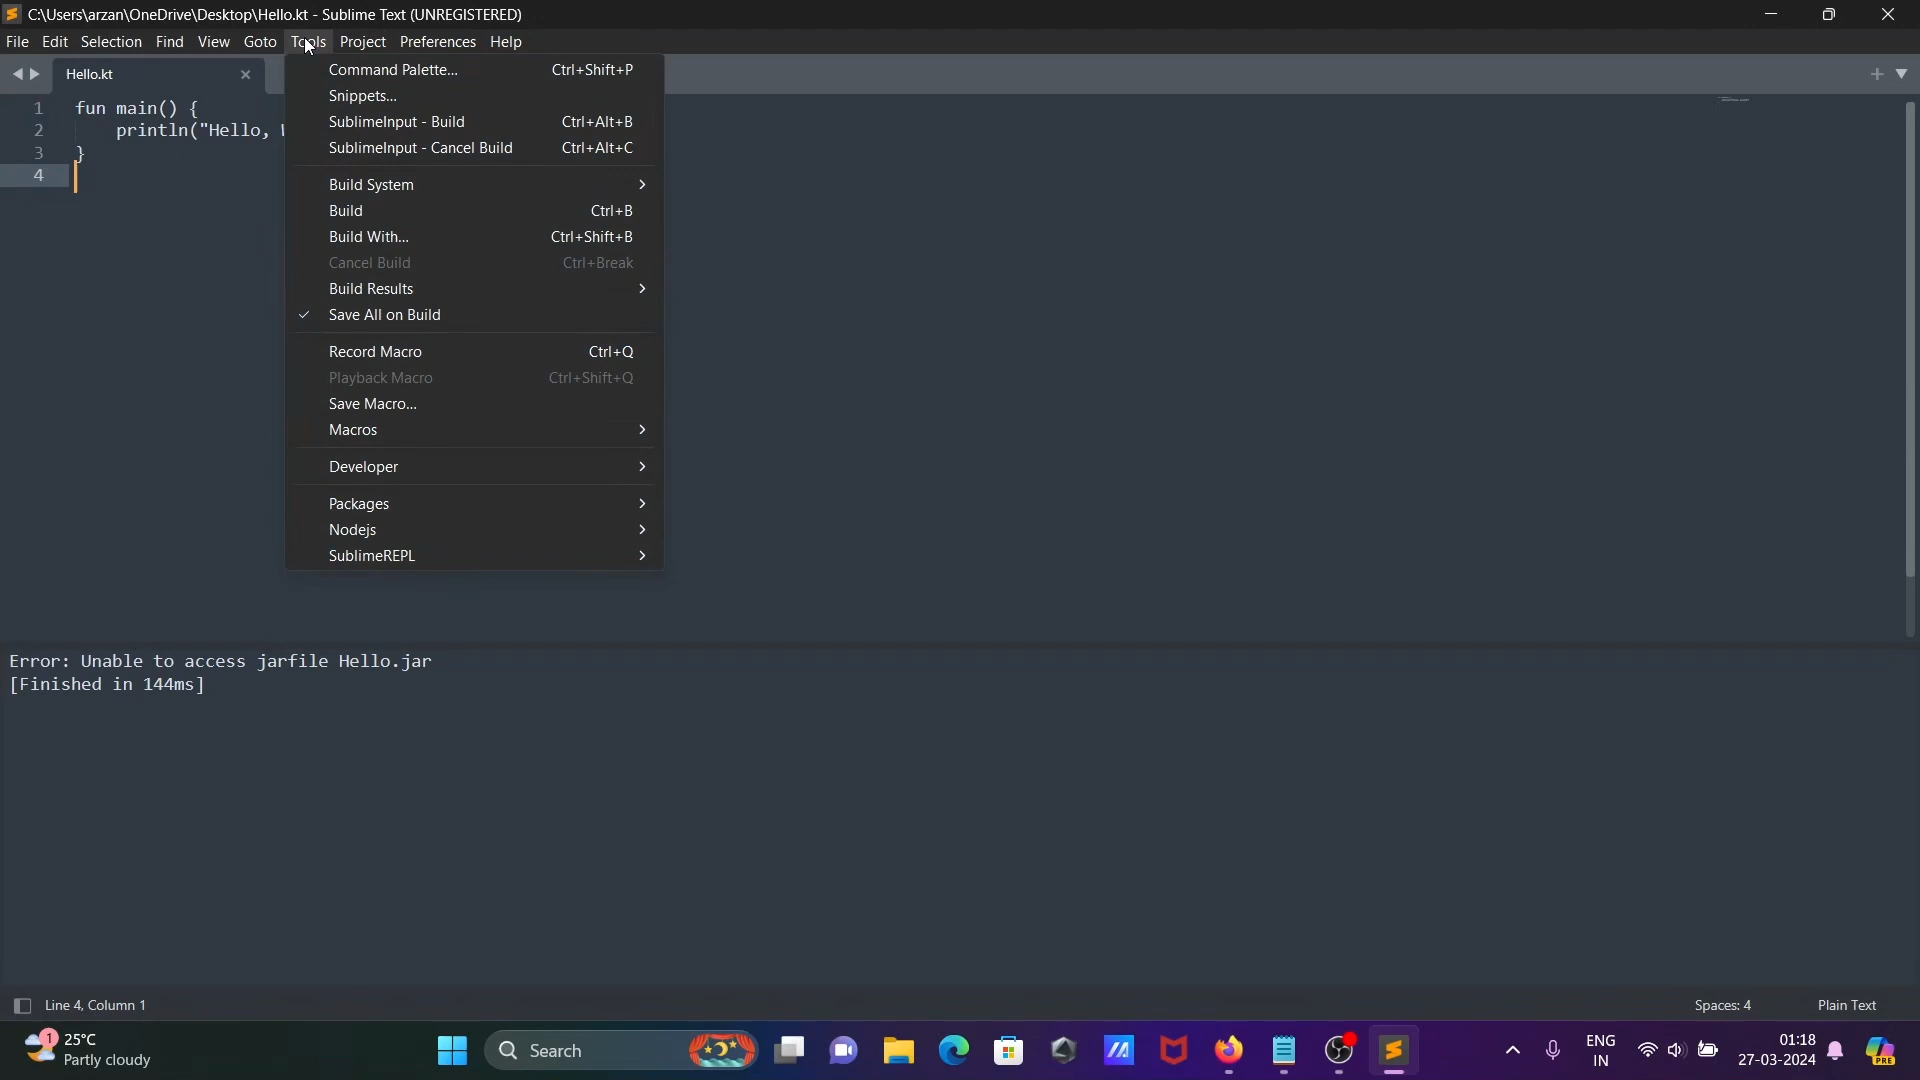 C:\Users\arzan\OneDrive\Desktop\Hello.kt - Sublime Text (UNREGISTERED)
File Edit Selection Find View Goto Tools Project Preferences Help
Hello.kt
1 fun main() {
2 println("Hello,
3 }
4
Command Palette... Ctrl+Shift+P
Snippets...
SublimeInput - Build Ctrl+Alt+B
SublimeInput - Cancel Build Ctrl+Alt+C
Build System
Build Ctrl+B
Build With... Ctrl+Shift+B
Cancel Build Ctrl+Break
Build Results
Save All on Build
Record Macro Ctrl+Q
Playback Macro Ctrl+Shift+Q
Save Macro...
Macros
Developer
Packages
Nodejs
SublimeREPL
Error: Unable to access jarfile Hello.jar
[Finished in 144ms]
Line 4, Column 1 Spaces: 4 Plain Text
1 25°C
Partly cloudy
Search
ENG
IN
01:18
27-03-2024
PRE